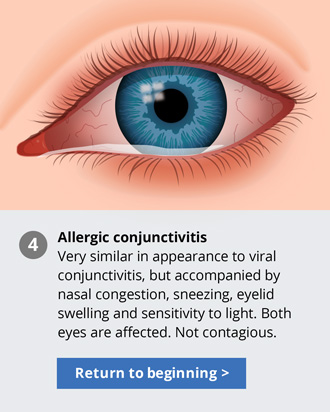 4
Allergic conjunctivitis
Very similar in appearance to viral
conjunctivitis, but accompanied by
nasal congestion, sneezing, eyelid
swelling and sensitivity to light. Both
eyes are affected. Not contagious.
Return to beginning >